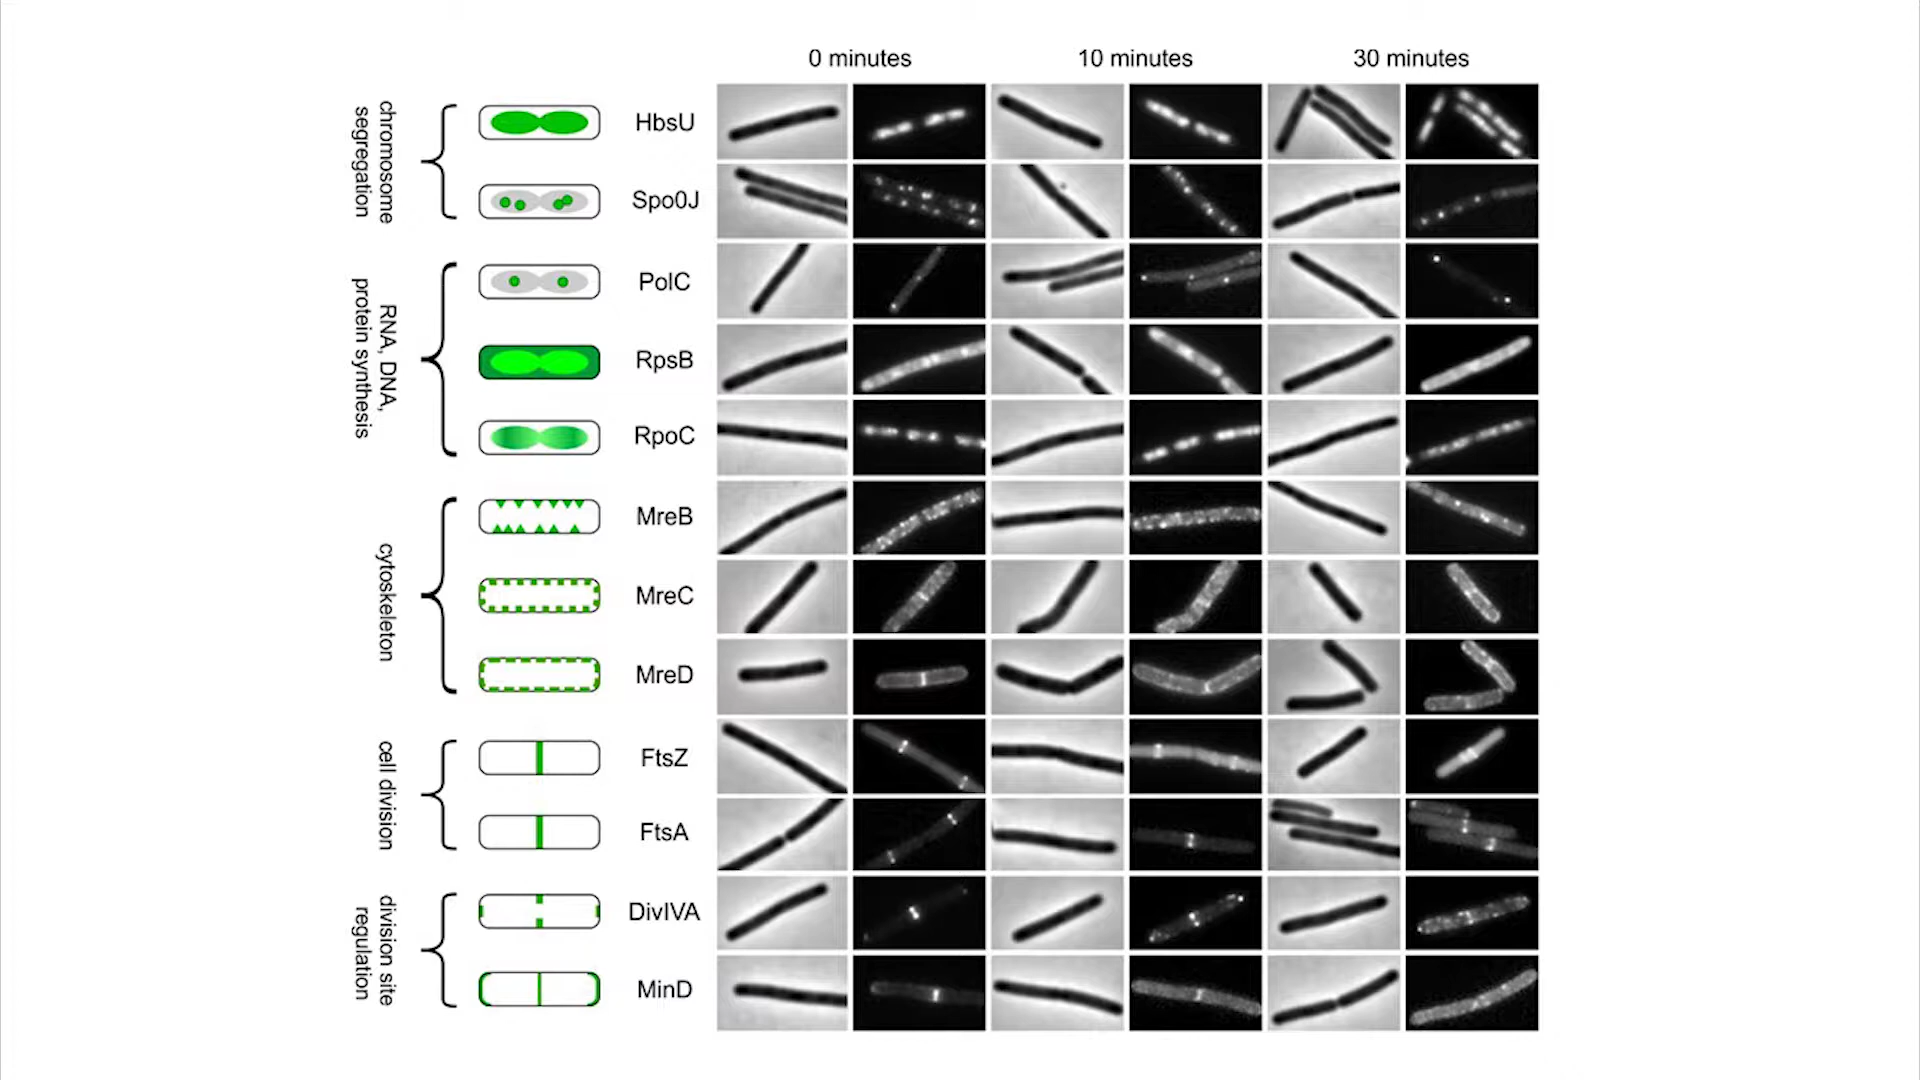 0 minutes 10 minutes 30 minutes
chromosome
segregation
HbsU
Spo0J
RNA, DNA,
protein synthesis
PolC
RpsB
RpoC
cytoskeleton
MreB
MreC
MreD
cell division
FtsZ
FtsA
division site
regulation
DivIVA
MinD